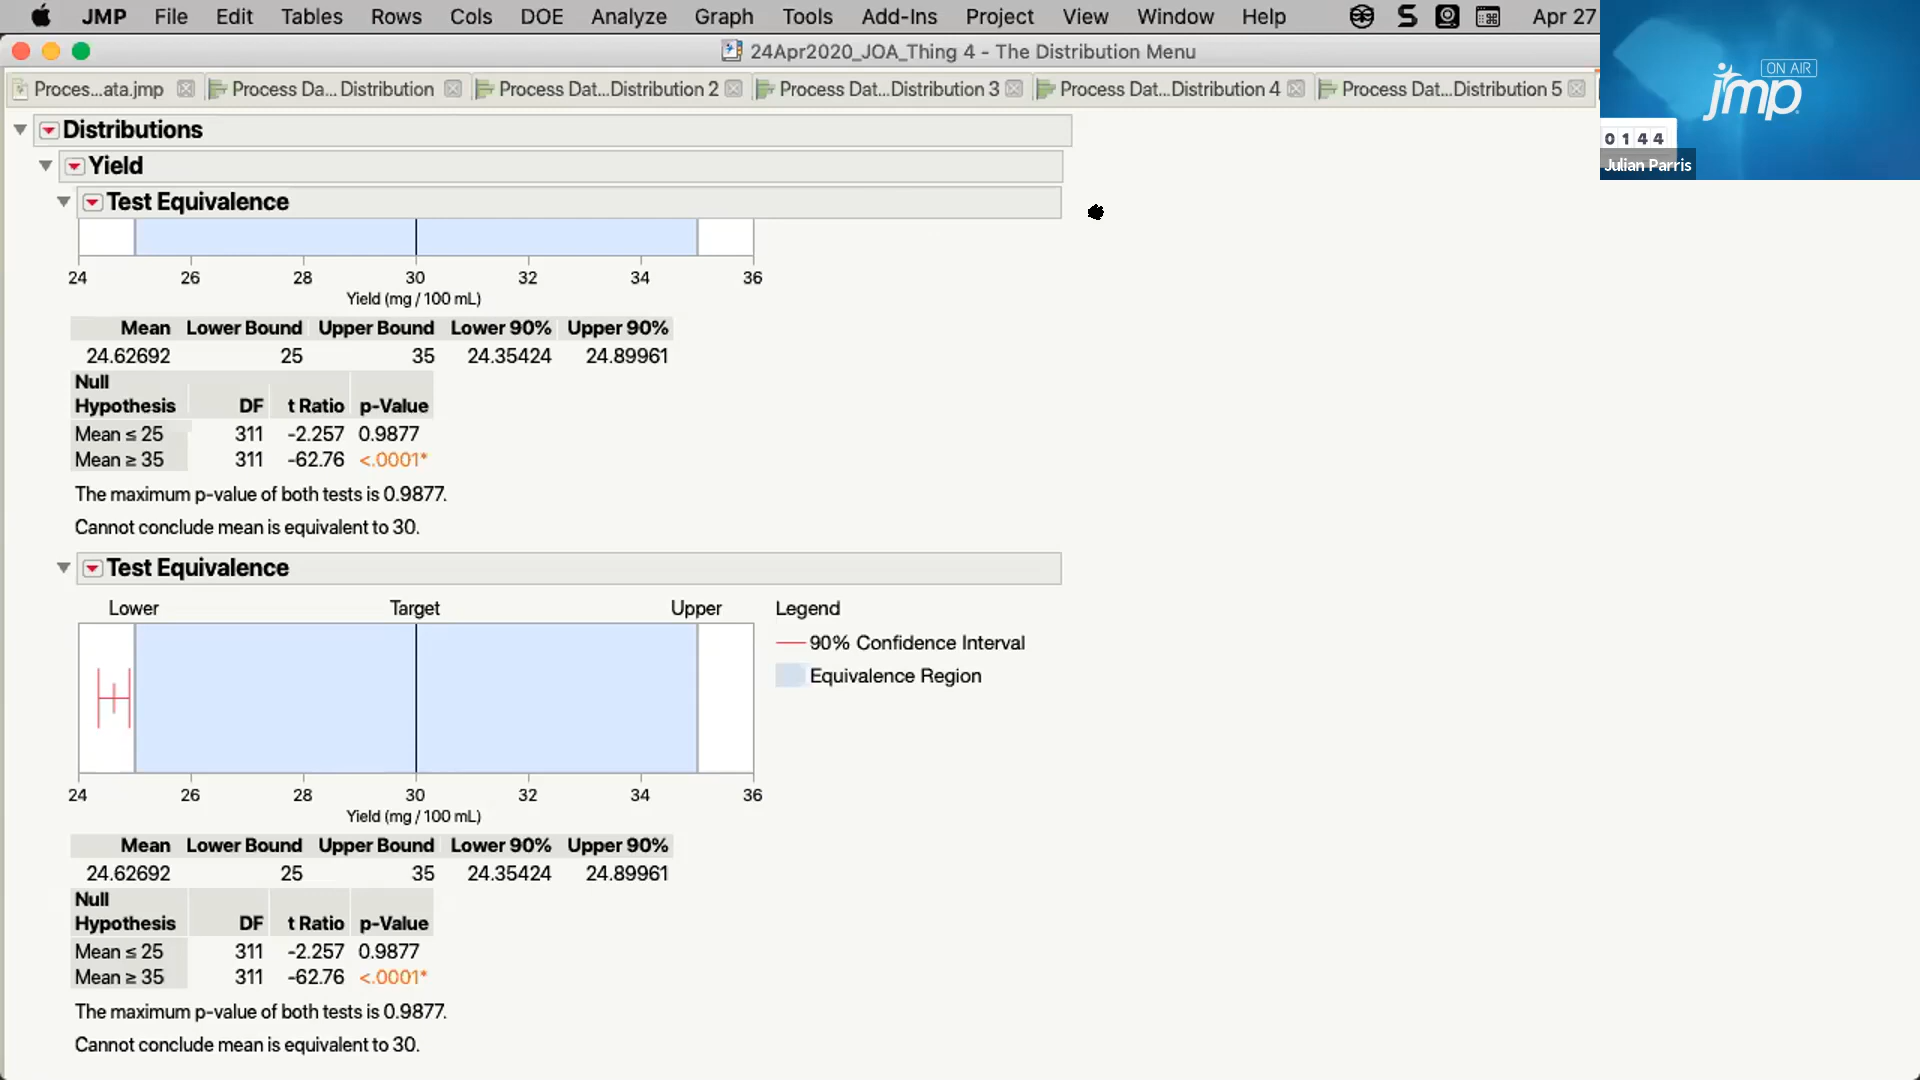 JMP File Edit Tables Rows Cols DOE Analyze Graph Tools Add-Ins Project View Window Help S Apr 27
24Apr2020_JOA_Thing 4 - The Distribution Menu
Proces...ata.jmp Process Da... Distribution Process Dat...Distribution 2 Process Dat...Distribution 3 Process Dat...Distribution 4 Process Dat...Distribution 5
ON AIR
jmp
0 1 4 4
Julian Parris
Distributions
Yield
Test Equivalence
24 26 28 30 32 34 36
Yield (mg / 100 mL)
Mean Lower Bound Upper Bound Lower 90% Upper 90%
24.62692 25 35 24.35424 24.89961
Null
Hypothesis DF t Ratio p-Value
Mean ≤ 25 311 -2.257 0.9877
Mean ≥ 35 311 -62.76 <.0001*
The maximum p-value of both tests is 0.9877.
Cannot conclude mean is equivalent to 30.
Test Equivalence
Lower Target Upper Legend
90% Confidence Interval
Equivalence Region
24 26 28 30 32 34 36
Yield (mg / 100 mL)
Mean Lower Bound Upper Bound Lower 90% Upper 90%
24.62692 25 35 24.35424 24.89961
Null
Hypothesis DF t Ratio p-Value
Mean ≤ 25 311 -2.257 0.9877
Mean ≥ 35 311 -62.76 <.0001*
The maximum p-value of both tests is 0.9877.
Cannot conclude mean is equivalent to 30.